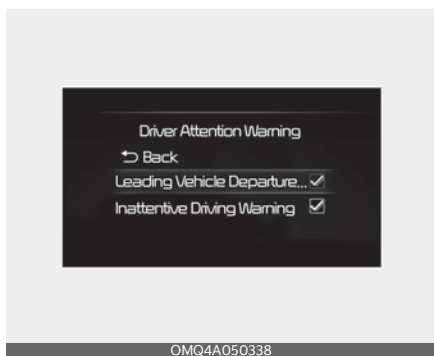 Driver Attention Warning
Back
Leading Vehicle Departure...
Inattentive Driving Warning
OMQ4A050338